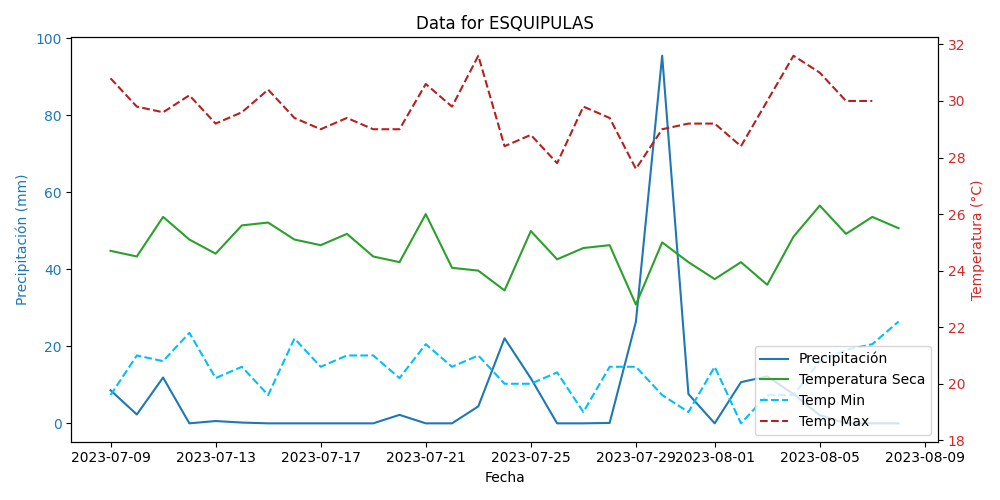 Data for ESQUIPULAS
100
80
60
40
20
0
Precipitación (mm)
32
30
28
26
24
22
20
18
Temperatura (°C)
Precipitación
Temperatura Seca
Temp Min
Temp Max
2023-07-09 2023-07-13 2023-07-17 2023-07-21 2023-07-25 2023-07-29 2023-08-01 2023-08-05 2023-08-09
Fecha